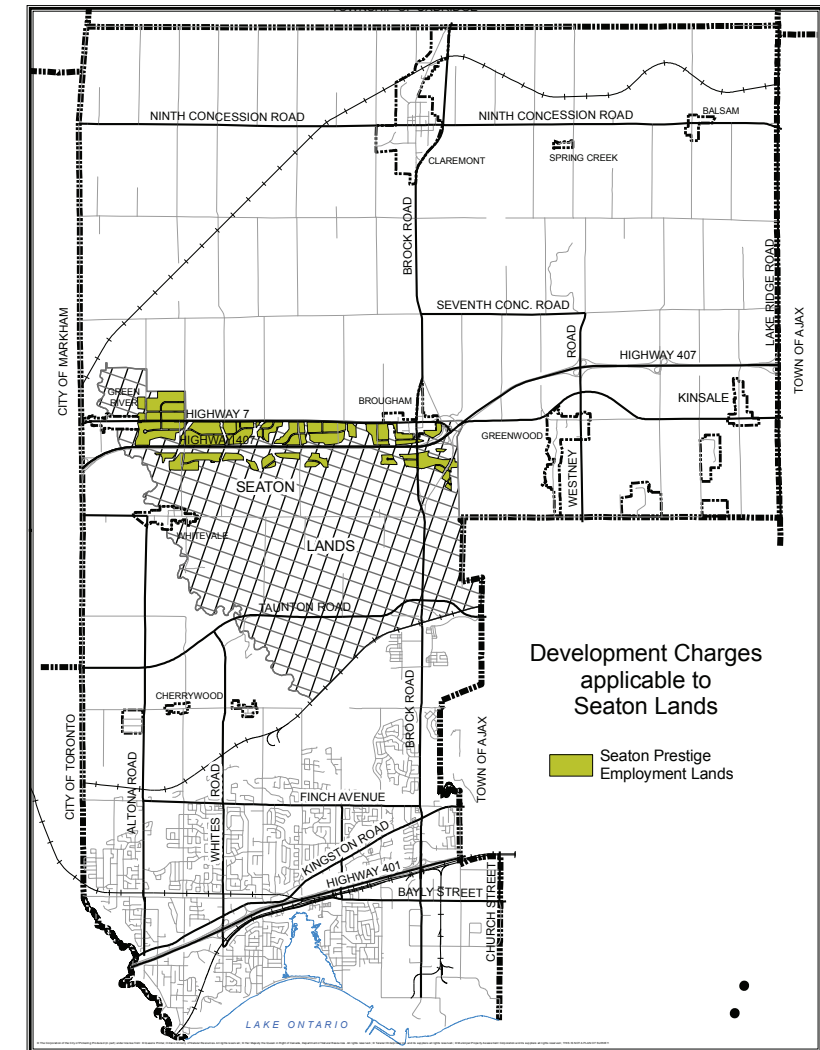 NINTH CONCESSION ROAD
NINTH CONCESSION ROAD
BALSAM
CLAREMONT
SPRING CREEK
BROCK ROAD
LAKE RIDGE ROAD
SEVENTH CONC. ROAD
CITY OF MARKHAM
TOWN OF AJAX
ROAD
HIGHWAY 407
GREEN
RIVER
BROUGHAM
KINSALE
HIGHWAY 7
HIGHWAY 407
GREENWOOD
WESTNEY
SEATON
WHITEVALE
LANDS
TAUNTON ROAD
Development Charges
applicable to
Seaton Lands
CHERRYWOOD
BROCK ROAD
Seaton Prestige
Employment Lands
CITY OF TORONTO
ALTONA ROAD
WHITES ROAD
TOWN OF AJAX
FINCH AVENUE
KINGSTON ROAD
HIGHWAY 401
BAYLY STREET
CHURCH STREET
LAKE ONTARIO